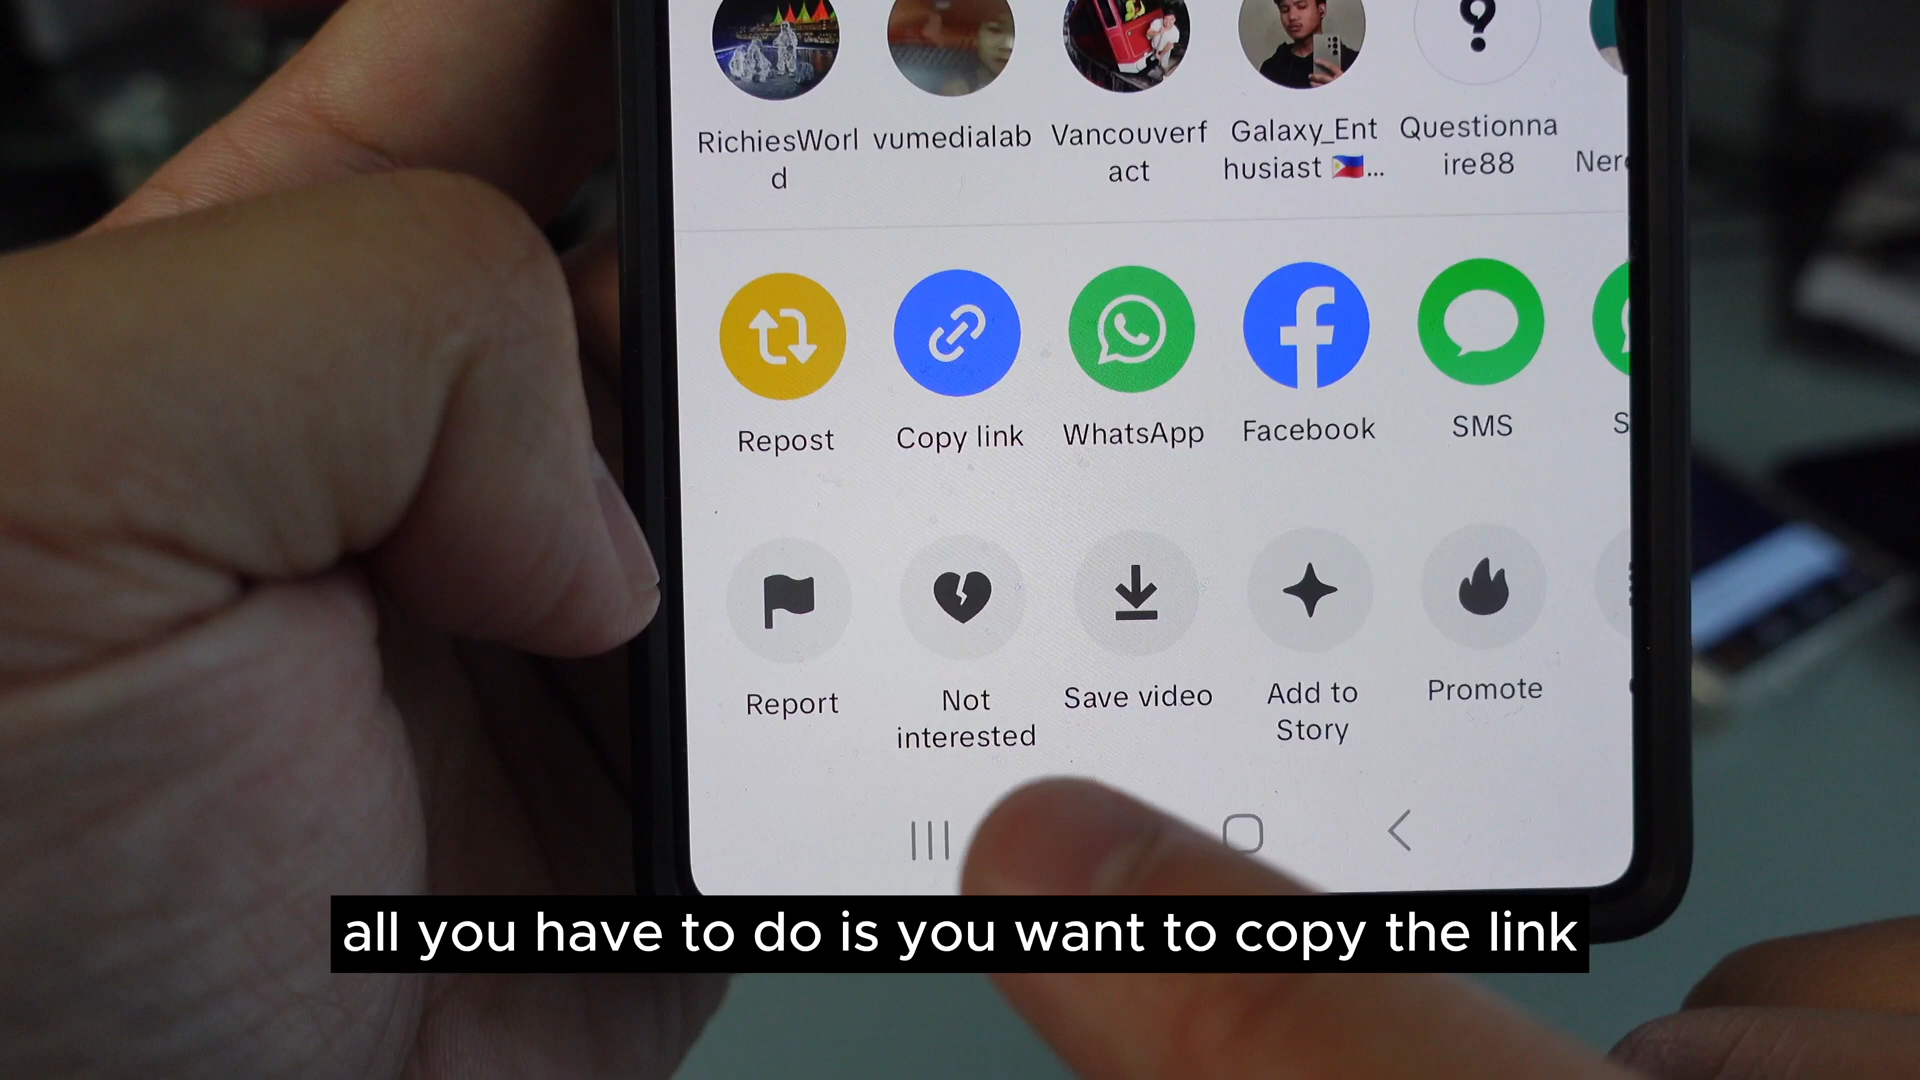 RichiesWorl
d
vumedialab
Vancouverf
act
Galaxy_Ent
husiast 🇵🇭...
Questionna
ire88
Repost
Copy link
WhatsApp
Facebook
SMS
Report
Not
interested
Save video
Add to
Story
Promote
all you have to do is you want to copy the link